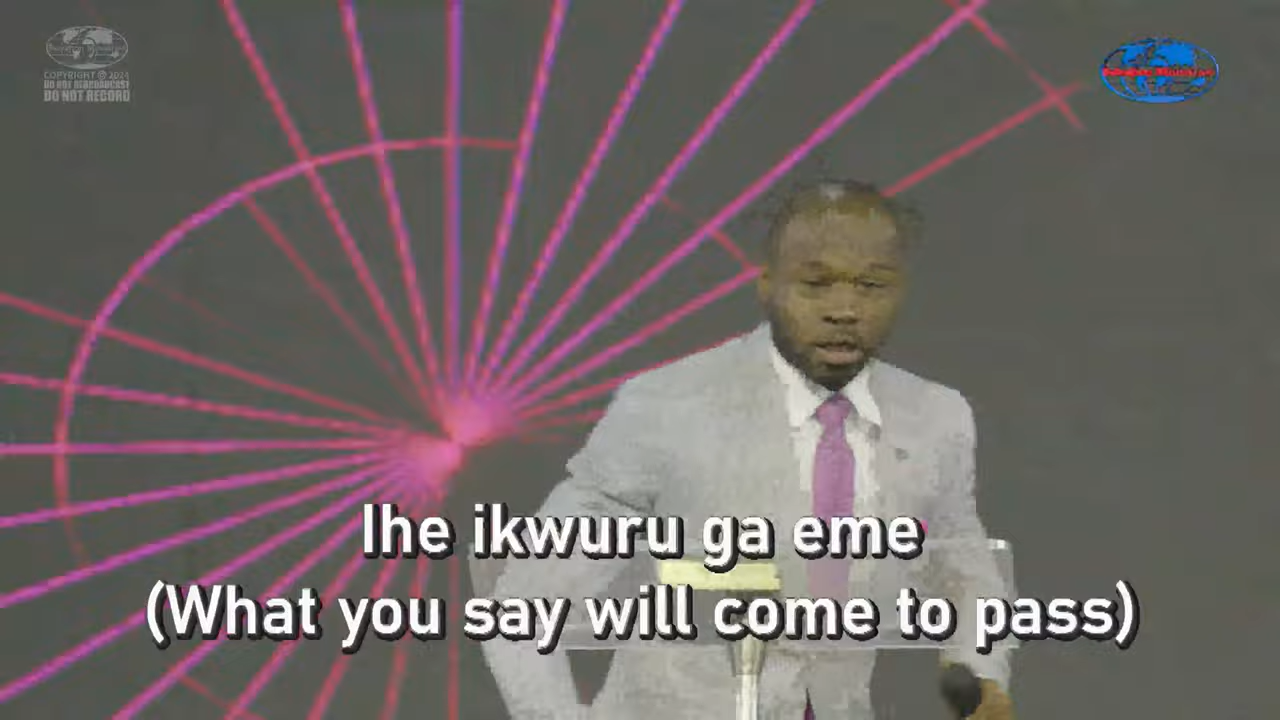 COPYRIGHT @ 2024
DO NOT REBROADCAST
DO NOT RECORD
Ihe ikwuru ga eme
(What you say will come to pass)